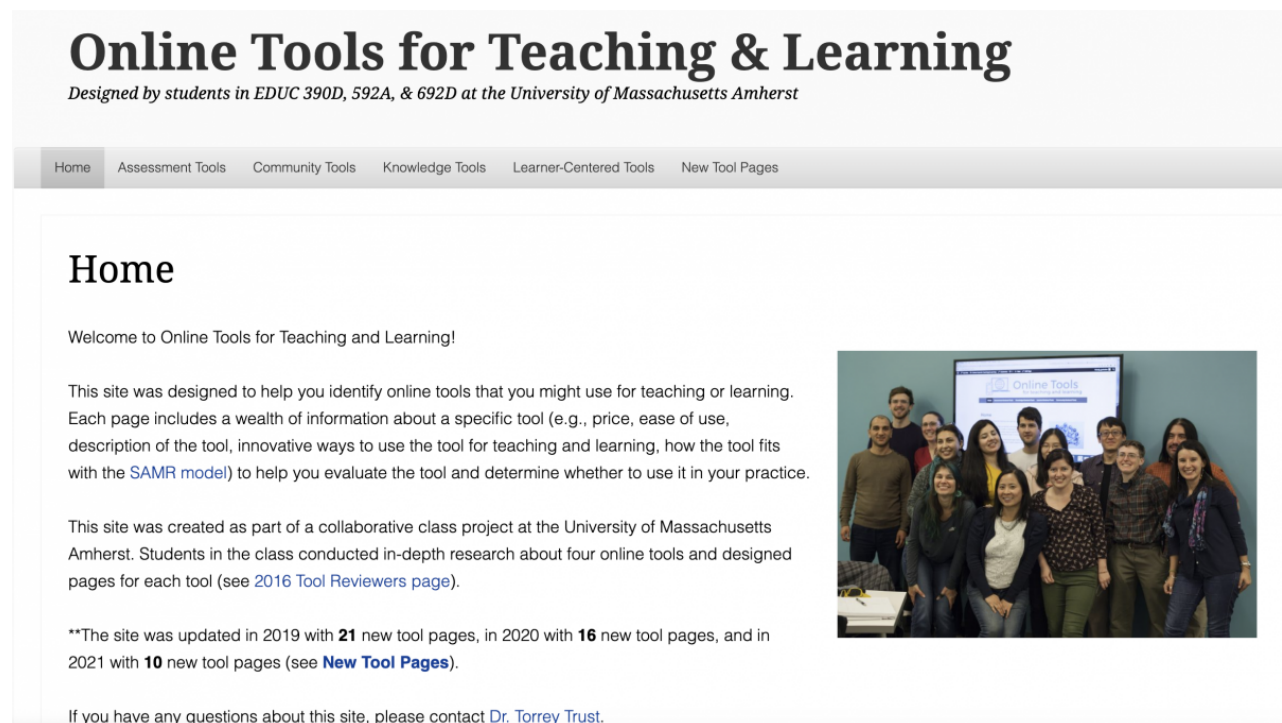 Online Tools for Teaching & Learning
Designed by students in EDUC 390D, 592A, & 692D at the University of Massachusetts Amherst
Home Assessment Tools Community Tools Knowledge Tools Learner-Centered Tools New Tool Pages
Home
Welcome to Online Tools for Teaching and Learning!
This site was designed to help you identify online tools that you might use for teaching or learning.
Each page includes a wealth of information about a specific tool (e.g., price, ease of use,
description of the tool, innovative ways to use the tool for teaching and learning, how the tool fits
with the SAMR model) to help you evaluate the tool and determine whether to use it in your practice.
This site was created as part of a collaborative class project at the University of Massachusetts
Amherst. Students in the class conducted in-depth research about four online tools and designed
pages for each tool (see 2016 Tool Reviewers page).
**The site was updated in 2019 with 21 new tool pages, in 2020 with 16 new tool pages, and in
2021 with 10 new tool pages (see New Tool Pages).
If you have any questions about this site, please contact Dr. Torrey Trust.
Online Tools